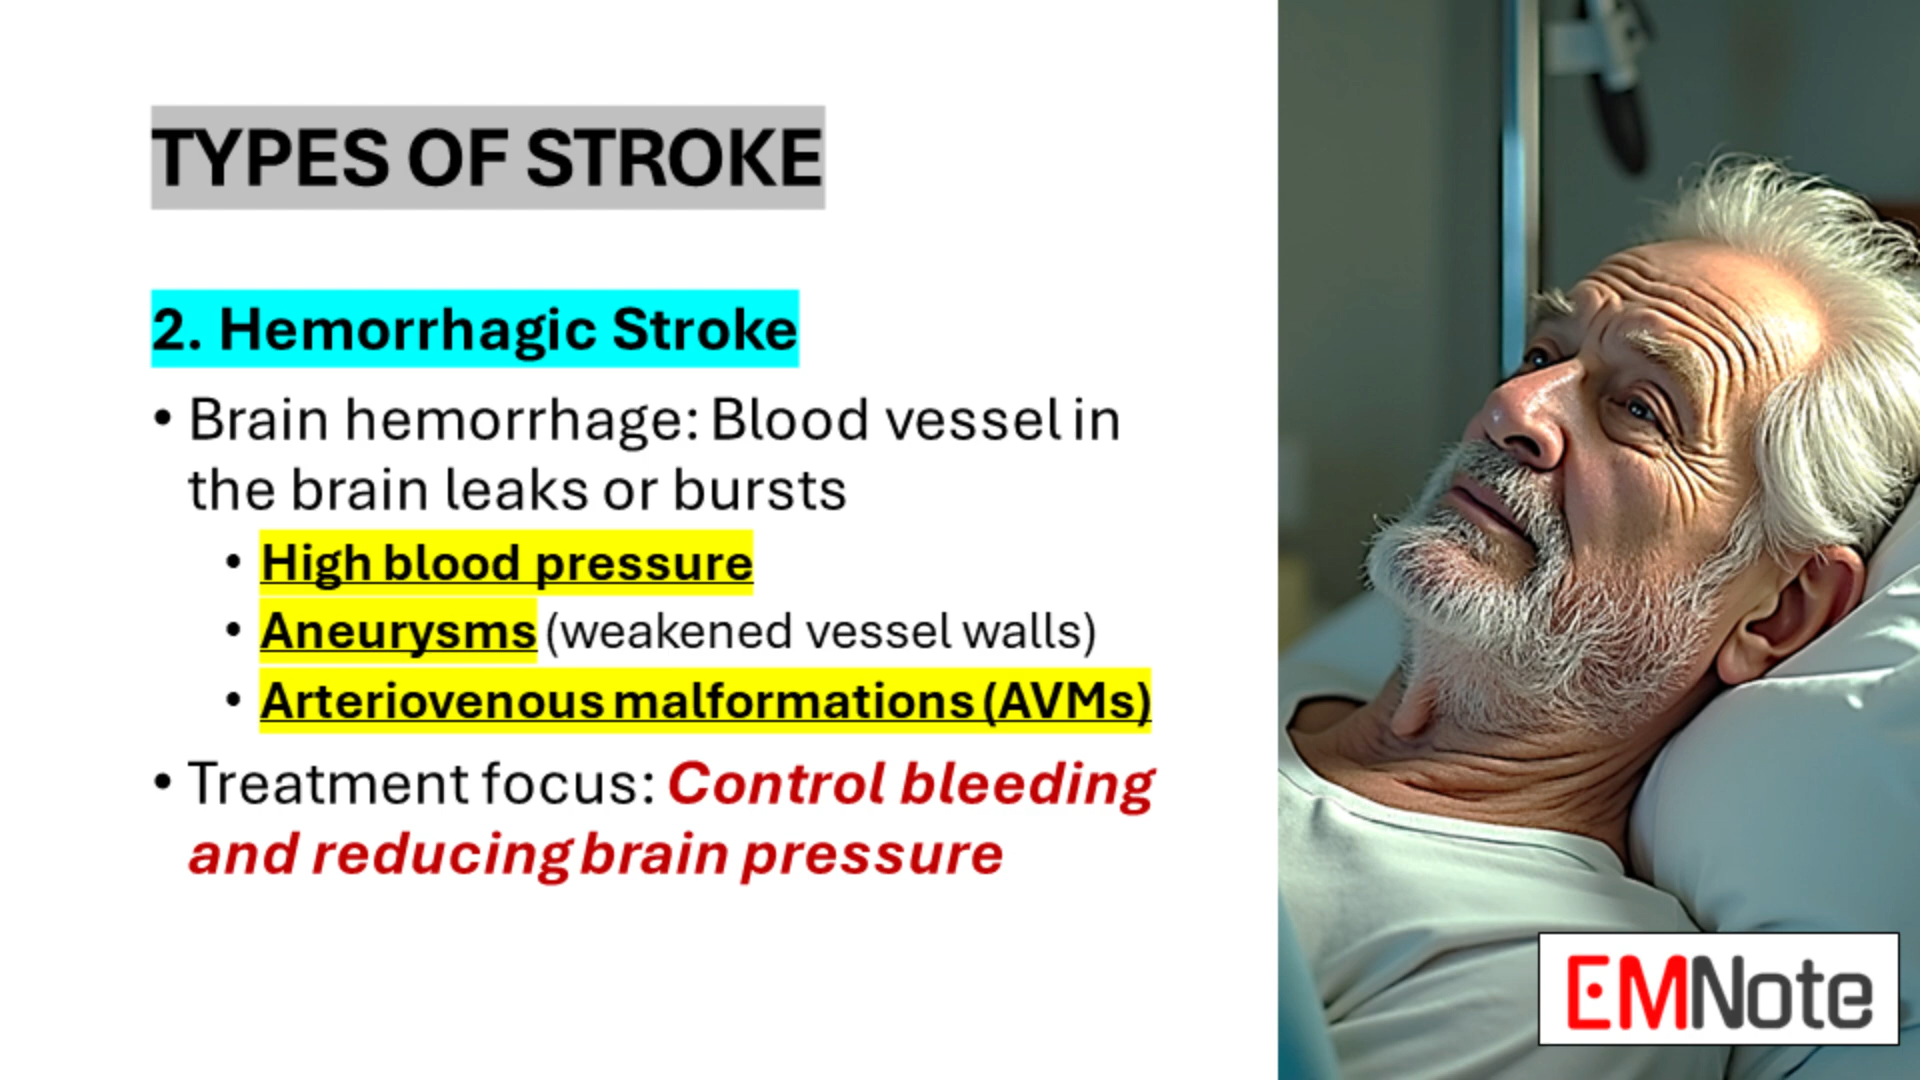 TYPES OF STROKE
2. Hemorrhagic Stroke
• Brain hemorrhage: Blood vessel in
the brain leaks or bursts
• High blood pressure
• Aneurysms (weakened vessel walls)
• Arteriovenous malformations (AVMs)
• Treatment focus: Control bleeding
and reducing brain pressure
EMNote